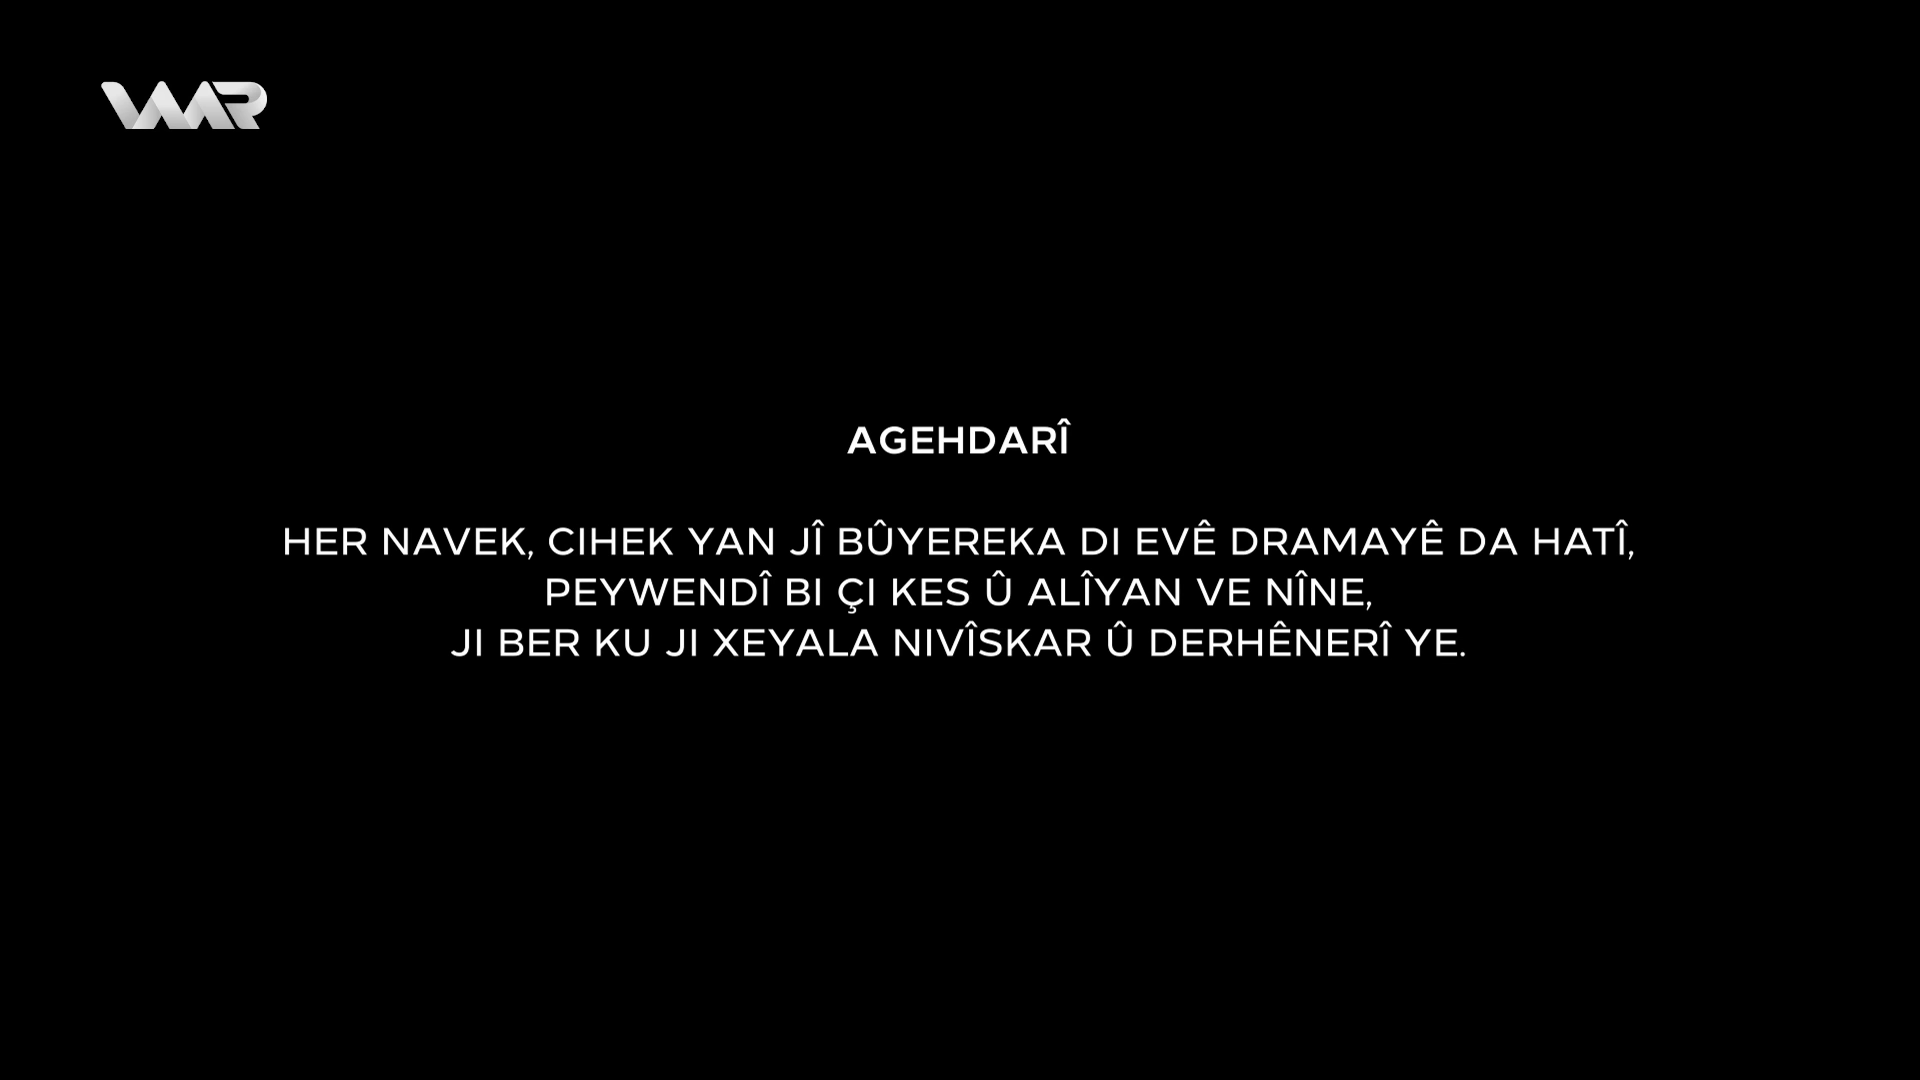 WAAR
AGEHDARÎ
HER NAVEK, CIHEK YAN JÎ BÛYEREKA DI EVÊ DRAMAYÊ DA HATÎ,
PEYWENDÎ BI ÇI KES Û ALÎYAN VE NÎNE,
JI BER KU JI XEYALA NIVÎSKAR Û DERHÊNERÎ YE.